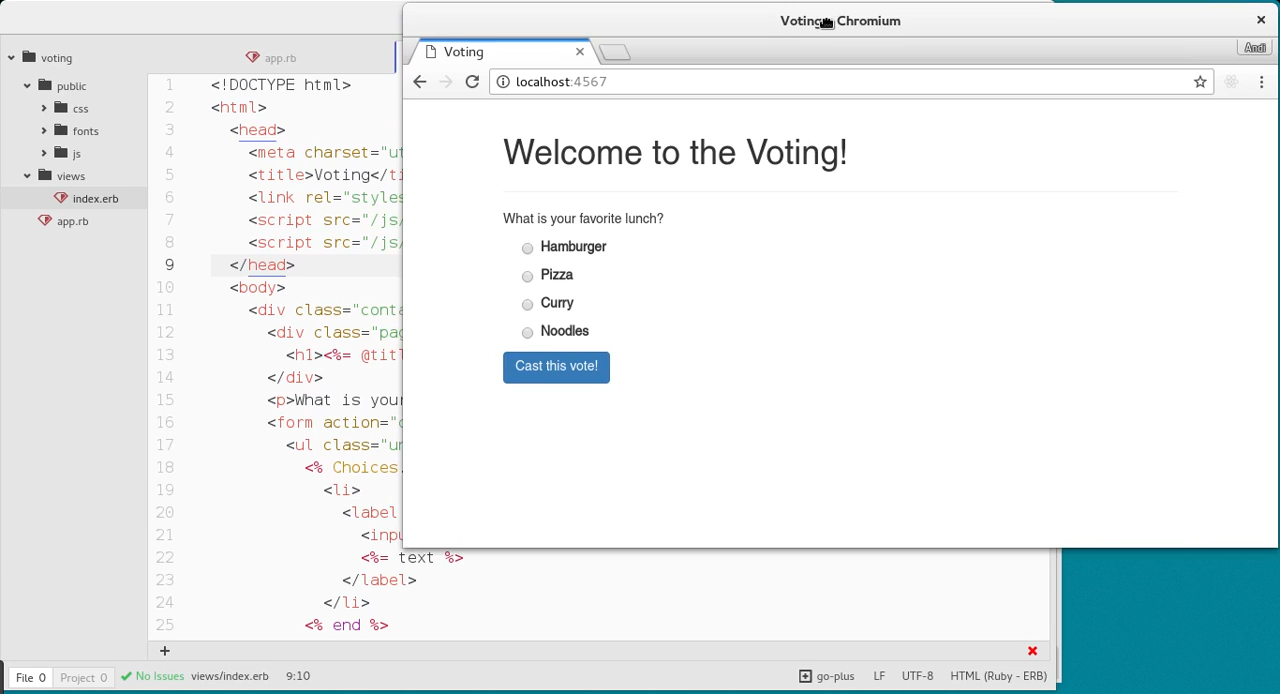 voting
public
css
fonts
js
views
index.erb
app.rb
app.rb
1 <!DOCTYPE html>
2 <html>
3 <head>
4 <meta charset="ut
5 <title>Voting</ti
6 <link rel="styles
7 <script src="/js/
8 <script src="/js/
9 </head>
10 <body>
11 <div class="conta
12 <div class="pag
13 <h1><%= @titl
14 </div>
15 <p>What is your
16 <form action="c
17 <ul class="un
18 <% Choices.
19 <li>
20 <label
21 <inpu
22 <%= text %>
23 </label>
24 </li>
25 <% end %>
File 0 Project 0 No Issues views/index.erb 9:10 go-plus LF UTF-8 HTML (Ruby - ERB)
Voting - Chromium
Voting
Andi
localhost:4567
Welcome to the Voting!
What is your favorite lunch?
Hamburger
Pizza
Curry
Noodles
Cast this vote!